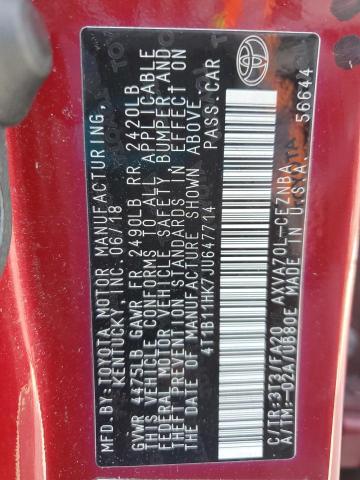 MFD.BY:TOYOTA MOTOR MANUFACTURING,
KENTUCKY, INC. 06/18
GVWR 4475LB GAWR FR 2490LB RR 2420LB
THIS VEHICLE CONFORMS TO ALL APPLICABLE
FEDERAL MOTOR VEHICLE SAFETY, BUMPER AND
THEFT PREVENTION STANDARDS IN EFFECT ON
THE DATE OF MANUFACTURE SHOWN ABOVE.
4T1B11HK7JU647714 PASS.CAR
C/TR:3T3/FA20 AXVA70L-CEZNBA
A/TM:-02A/UB80E MADE IN U.S.A.
56644